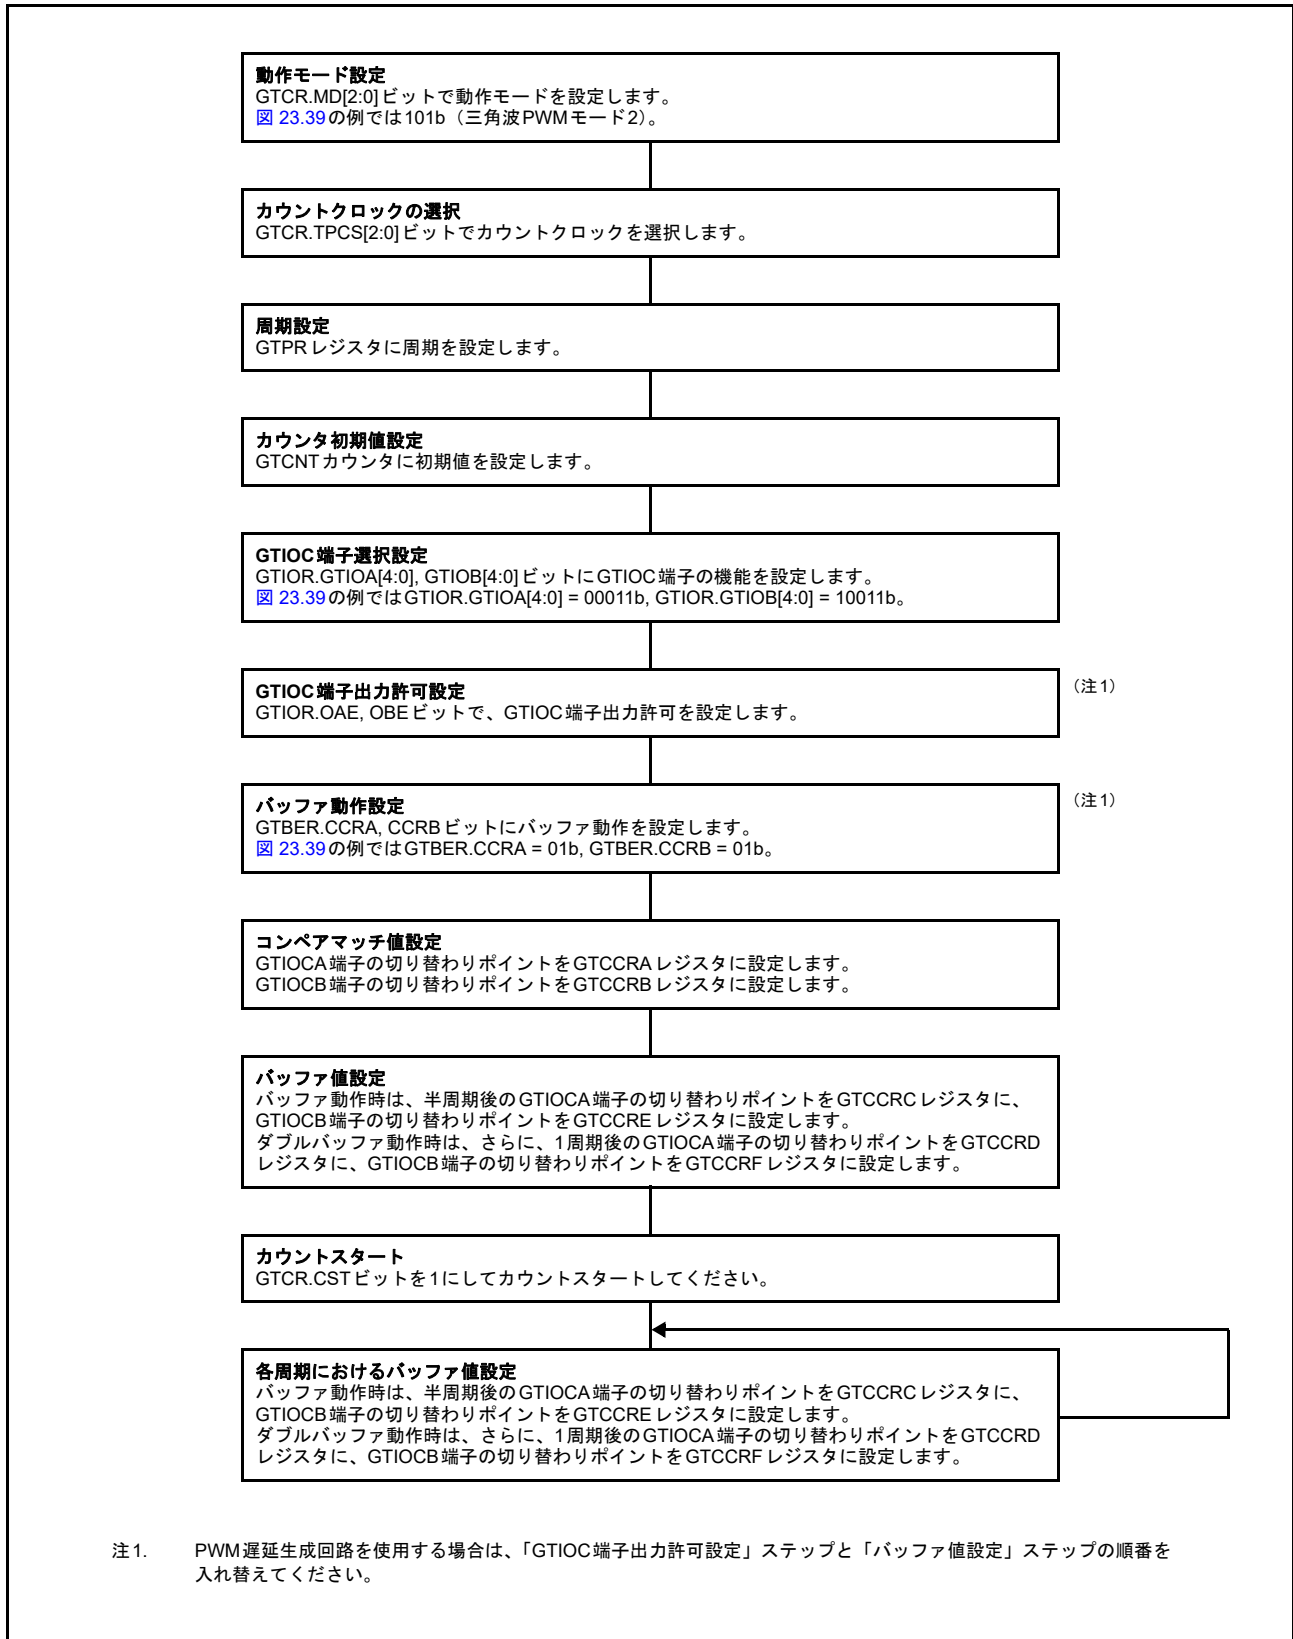 動作モード設定
GTCR.MD[2:0]ビットで動作モードを設定します。
図 23.39の例では101b（三角波PWMモード2）。
カウントクロックの選択
GTCR.TPCS[2:0]ビットでカウントクロックを選択します。
周期設定
GTPRレジスタに周期を設定します。
カウンタ初期値設定
GTCNTカウンタに初期値を設定します。
GTIOC端子選択設定
GTIOR.GTIOA[4:0], GTIOB[4:0]ビットにGTIOC端子の機能を設定します。
図 23.39の例ではGTIOR.GTIOA[4:0] = 00011b, GTIOR.GTIOB[4:0] = 10011b。
GTIOC端子出力許可設定
GTIOR.OAE, OBEビットで、GTIOC端子出力許可を設定します。
（注1）
バッファ動作設定
GTBER.CCRA, CCRBビットにバッファ動作を設定します。
図 23.39の例ではGTBER.CCRA = 01b, GTBER.CCRB = 01b。
（注1）
コンペアマッチ値設定
GTIOCA端子の切り替わりポイントをGTCCRAレジスタに設定します。
GTIOCB端子の切り替わりポイントをGTCCRBレジスタに設定します。
バッファ値設定
バッファ動作時は、半周期後のGTIOCA端子の切り替わりポイントをGTCCRCレジスタに、
GTIOCB端子の切り替わりポイントをGTCCREレジスタに設定します。
ダブルバッファ動作時は、さらに、1周期後のGTIOCA端子の切り替わりポイントをGTCCRD
レジスタに、GTIOCB端子の切り替わりポイントをGTCCRFレジスタに設定します。
カウントスタート
GTCR.CSTビットを1にしてカウントスタートしてください。
各周期におけるバッファ値設定
バッファ動作時は、半周期後のGTIOCA端子の切り替わりポイントをGTCCRCレジスタに、
GTIOCB端子の切り替わりポイントをGTCCREレジスタに設定します。
ダブルバッファ動作時は、さらに、1周期後のGTIOCA端子の切り替わりポイントをGTCCRD
レジスタに、GTIOCB端子の切り替わりポイントをGTCCRFレジスタに設定します。
注1. PWM遅延生成回路を使用する場合は、「GTIOC端子出力許可設定」ステップと「バッファ値設定」ステップの順番を
入れ替えてください。